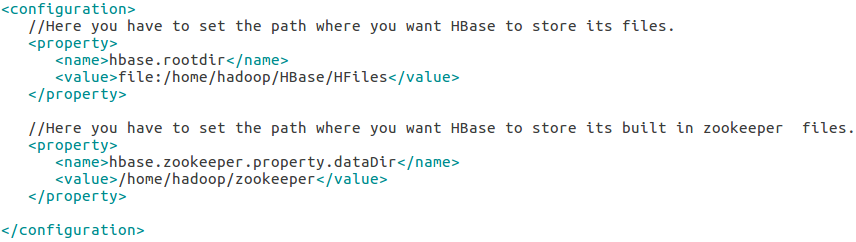 <configuration>
//Here you have to set the path where you want HBase to store its files.
<property>
<name>hbase.rootdir</name>
<value>file:/home/hadoop/HBase/HFiles</value>
</property>
//Here you have to set the path where you want HBase to store its built in zookeeper  files.
<property>
<name>hbase.zookeeper.property.dataDir</name>
<value>/home/hadoop/zookeeper</value>
</property>
</configuration>